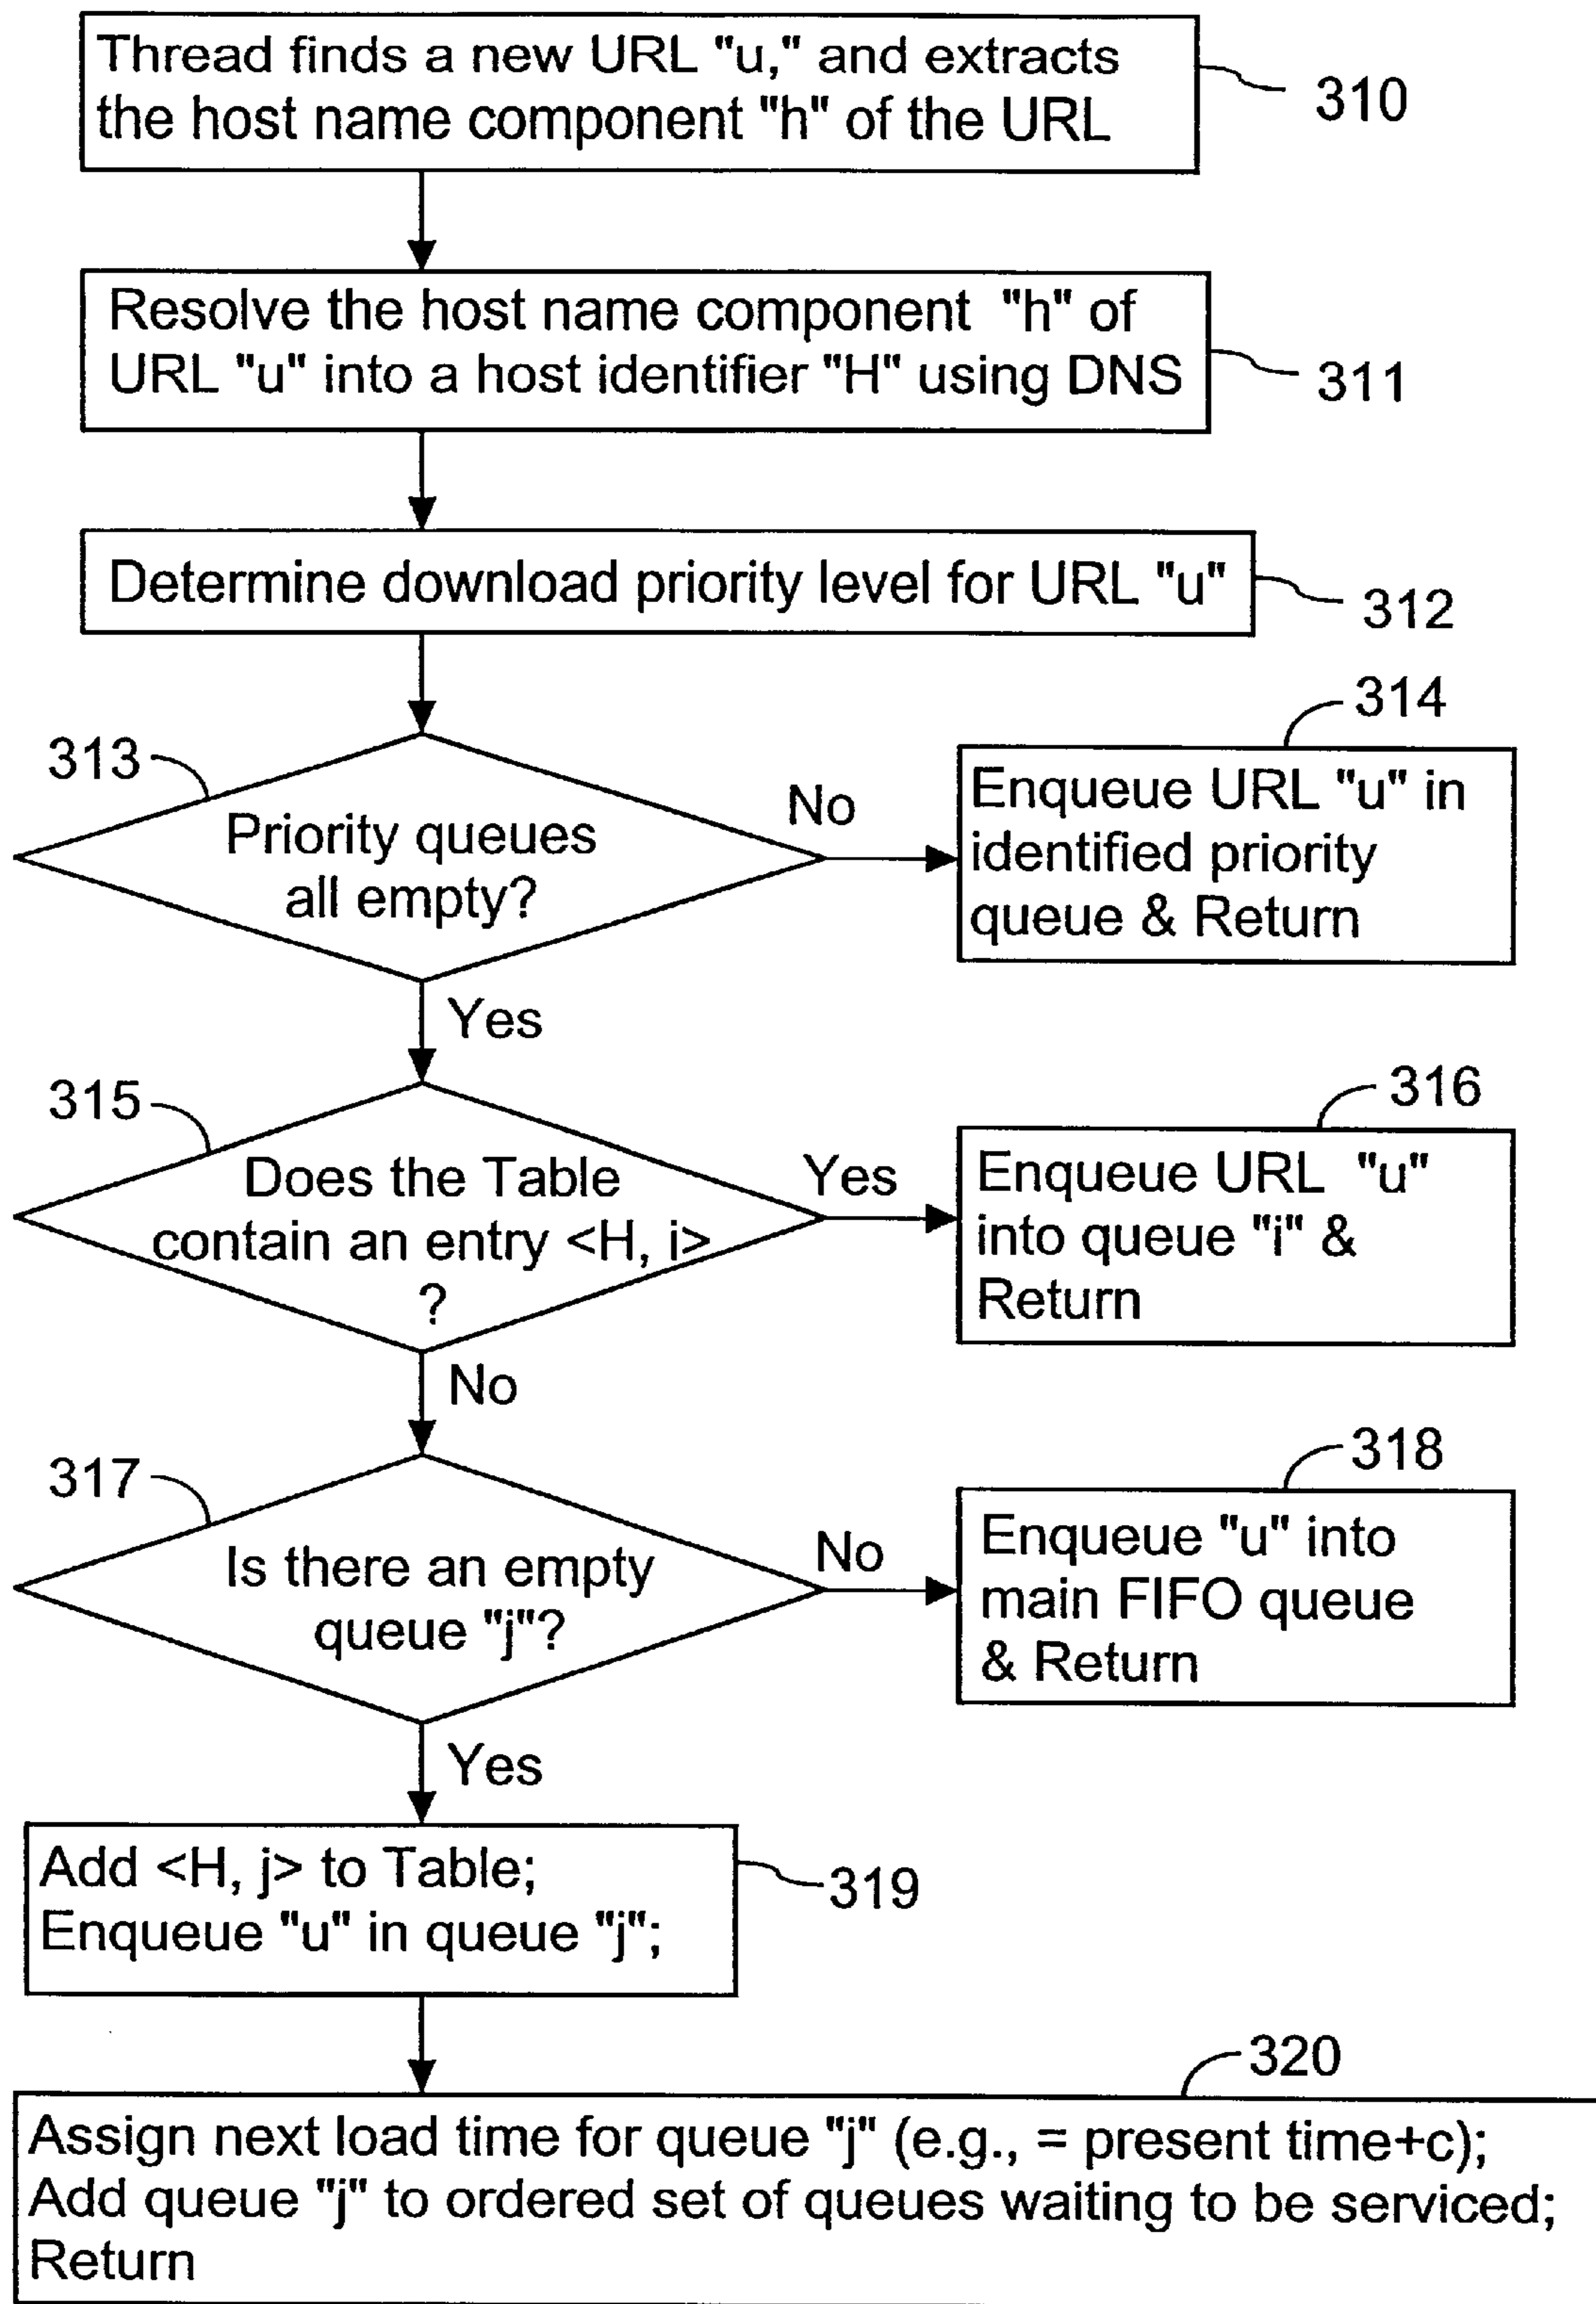 Thread finds a new URL "u," and extracts
the host name component "h" of the URL
310
Resolve the host name component "h" of
URL "u" into a host identifier "H" using DNS
311
Determine download priority level for URL "u"
312
313
Priority queues
all empty?
No
314
Enqueue URL "u" in
identified priority
queue & Return
Yes
315
Does the Table
contain an entry <H, i>
?
Yes
316
Enqueue URL "u"
into queue "i" &
Return
No
317
Is there an empty
queue "j"?
No
318
Enqueue "u" into
main FIFO queue
& Return
Yes
Add <H, j> to Table;
Enqueue "u" in queue "j";
319
320
Assign next load time for queue "j" (e.g., = present time+c);
Add queue "j" to ordered set of queues waiting to be serviced;
Return